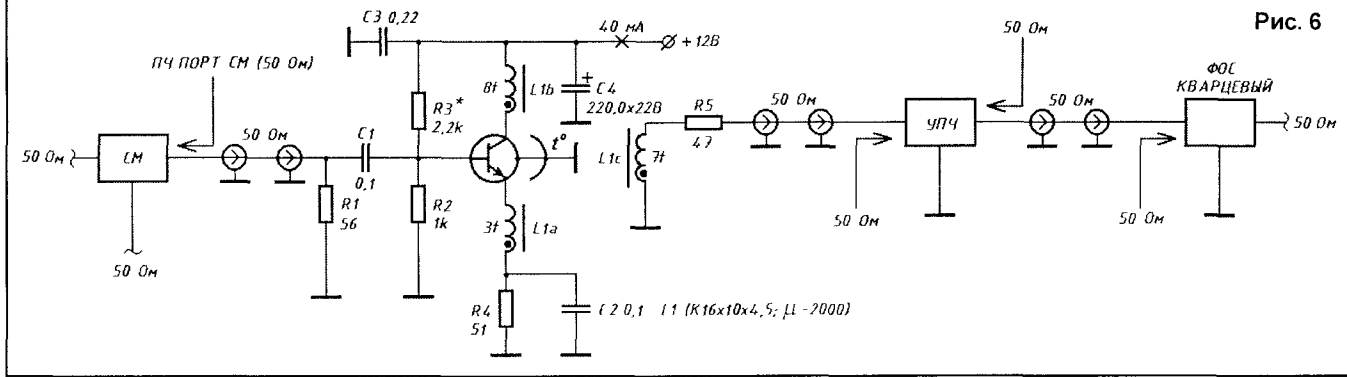 Рис. 6
C3 0,22
40 мА
+12В
50 Ом
ПЧ ПОРТ СМ (50 Ом)
8t
L1b
+
C4
220,0x22В
R3*
2,2k
50 Ом
ФОС
КВАРЦЕВЫЙ
50 Ом
СМ
50 Ом
C1
0,1
t°
L1c
7t
R5
47
50 Ом
УПЧ
50 Ом
50 Ом
R1
56
R2
1k
3t
L1a
50 Ом
50 Ом
50 Ом
R4
51
C2 0,1
L1 (К16x10x4,5; μ-2000)